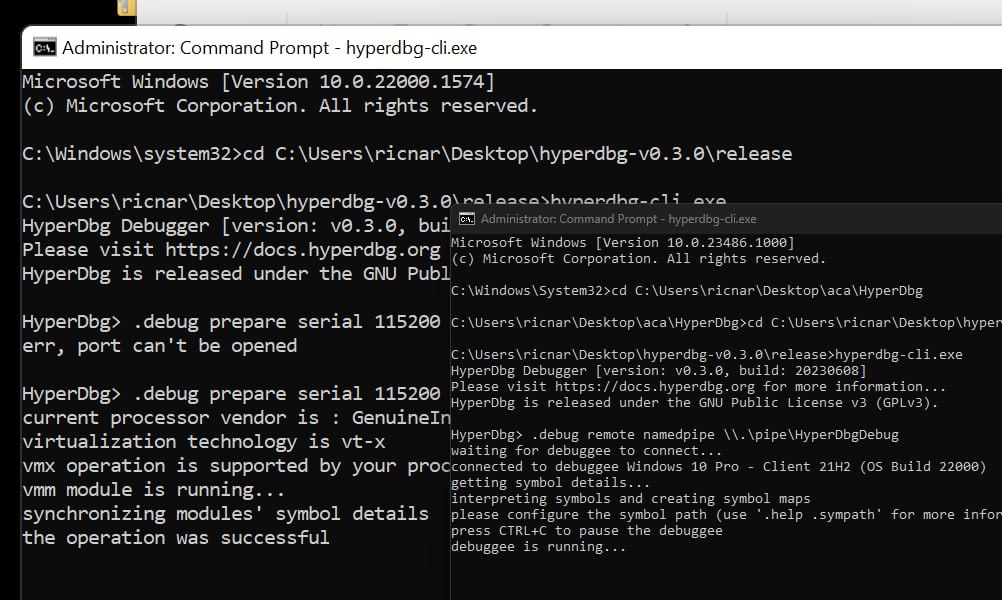 Administrator: Command Prompt - hyperdbg-cli.exe
Microsoft Windows [Version 10.0.22000.1574]
(c) Microsoft Corporation. All rights reserved.
C:\Windows\system32>cd C:\Users\ricnar\Desktop\hyperdbg-v0.3.0\release
C:\Users\ricnar\Desktop\hyperdbg-v0.3.0\release>hyperdbg-cli.exe
HyperDbg Debugger [version: v0.3.0, bui
Please visit https://docs.hyperdbg.org
HyperDbg is released under the GNU Publ
HyperDbg> .debug prepare serial 115200
err, port can't be opened
HyperDbg> .debug prepare serial 115200
current processor vendor is : GenuineIn
virtualization technology is vt-x
vmx operation is supported by your proc
vmm module is running...
synchronizing modules' symbol details
the operation was successful
Administrator: Command Prompt - hyperdbg-cli.exe
Microsoft Windows [Version 10.0.23486.1000]
(c) Microsoft Corporation. All rights reserved.
C:\Windows\System32>cd C:\Users\ricnar\Desktop\aca\HyperDbg
C:\Users\ricnar\Desktop\aca\HyperDbg>cd C:\Users\ricnar\Desktop\hyper
C:\Users\ricnar\Desktop\hyperdbg-v0.3.0\release>hyperdbg-cli.exe
HyperDbg Debugger [version: v0.3.0, build: 20230608]
Please visit https://docs.hyperdbg.org for more information...
HyperDbg is released under the GNU Public License v3 (GPLv3).
HyperDbg> .debug remote namedpipe \\.\pipe\HyperDbgDebug
waiting for debuggee to connect...
connected to debuggee Windows 10 Pro - Client 21H2 (OS Build 22000)
getting symbol details...
interpreting symbols and creating symbol maps
please configure the symbol path (use '.help .sympath' for more infor
press CTRL+C to pause the debuggee
debuggee is running...